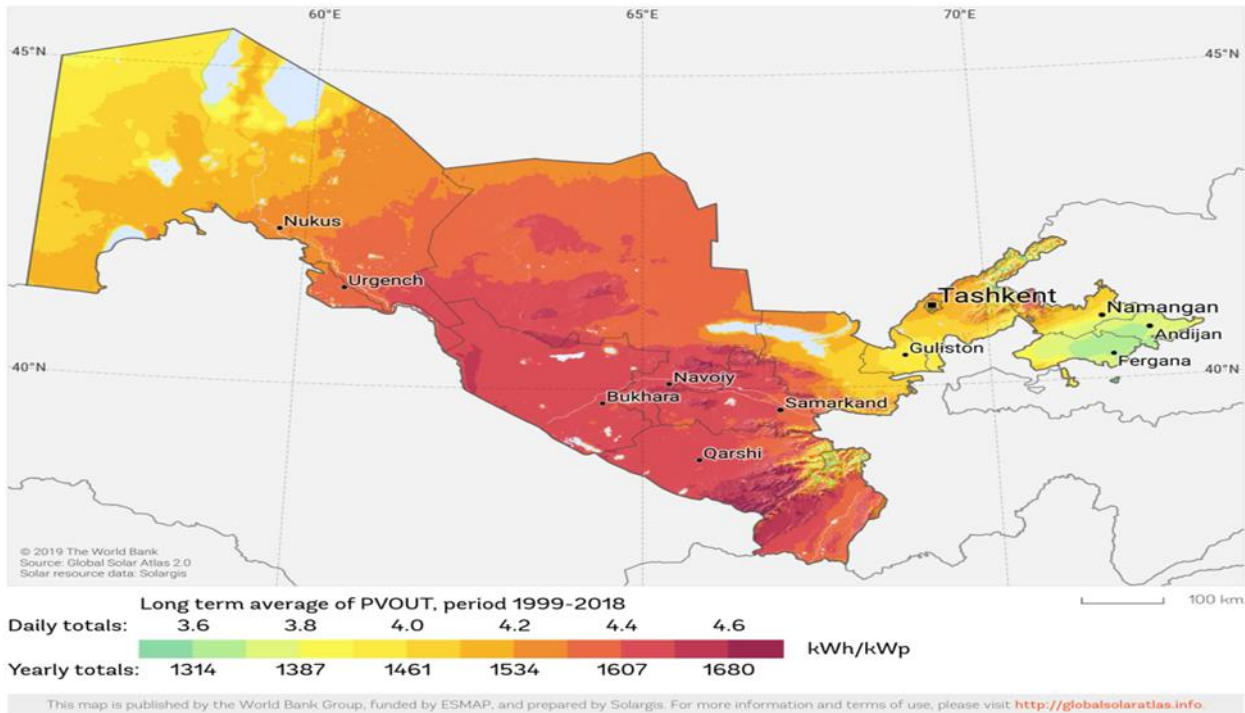 60°E 65°E 70°E
45°N 45°N
Nukus
Urgench
Tashkent
Namangan
Andijan
Guliston
Fergana
40°N 40°N
Navoiy
Bukhara
Samarkand
Qarshi
© 2019 The World Bank
Source: Global Solar Atlas 2.0
Solar resource data: Solargis
Long term average of PVOUT, period 1999-2018
100 km
Daily totals: 3.6 3.8 4.0 4.2 4.4 4.6
kWh/kWp
Yearly totals: 1314 1387 1461 1534 1607 1680
This map is published by the World Bank Group, funded by ESMAP, and prepared by Solargis. For more information and terms of use, please visit http://globalsolaratlas.info.